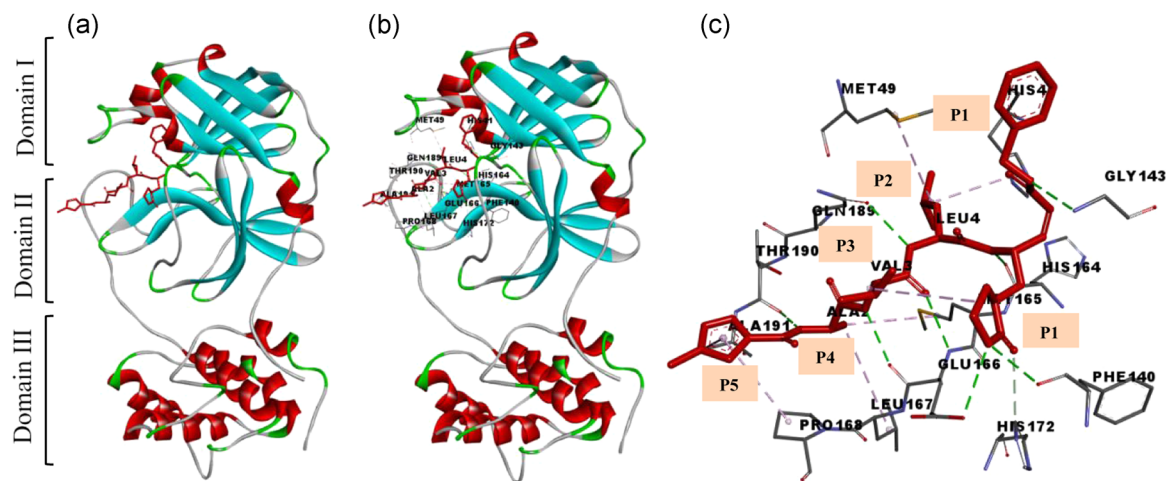 (a)
(b)
(c)
Domain I
Domain II
Domain III
MET49
HIS41
GLY143
GLN189
LEU4
THR190
VAL3
HIS164
ALA191
ALA2
MET165
GLU166
PHE140
LEU167
PRO168
HIS172
MET49
P1
HIS4
GLY143
P2
GLN189
LEU4
P3
THR190
VAL3
HIS164
ALA2
ALA191
P1
P4
GLU166
P5
PHE140
LEU167
PRO168
HIS172